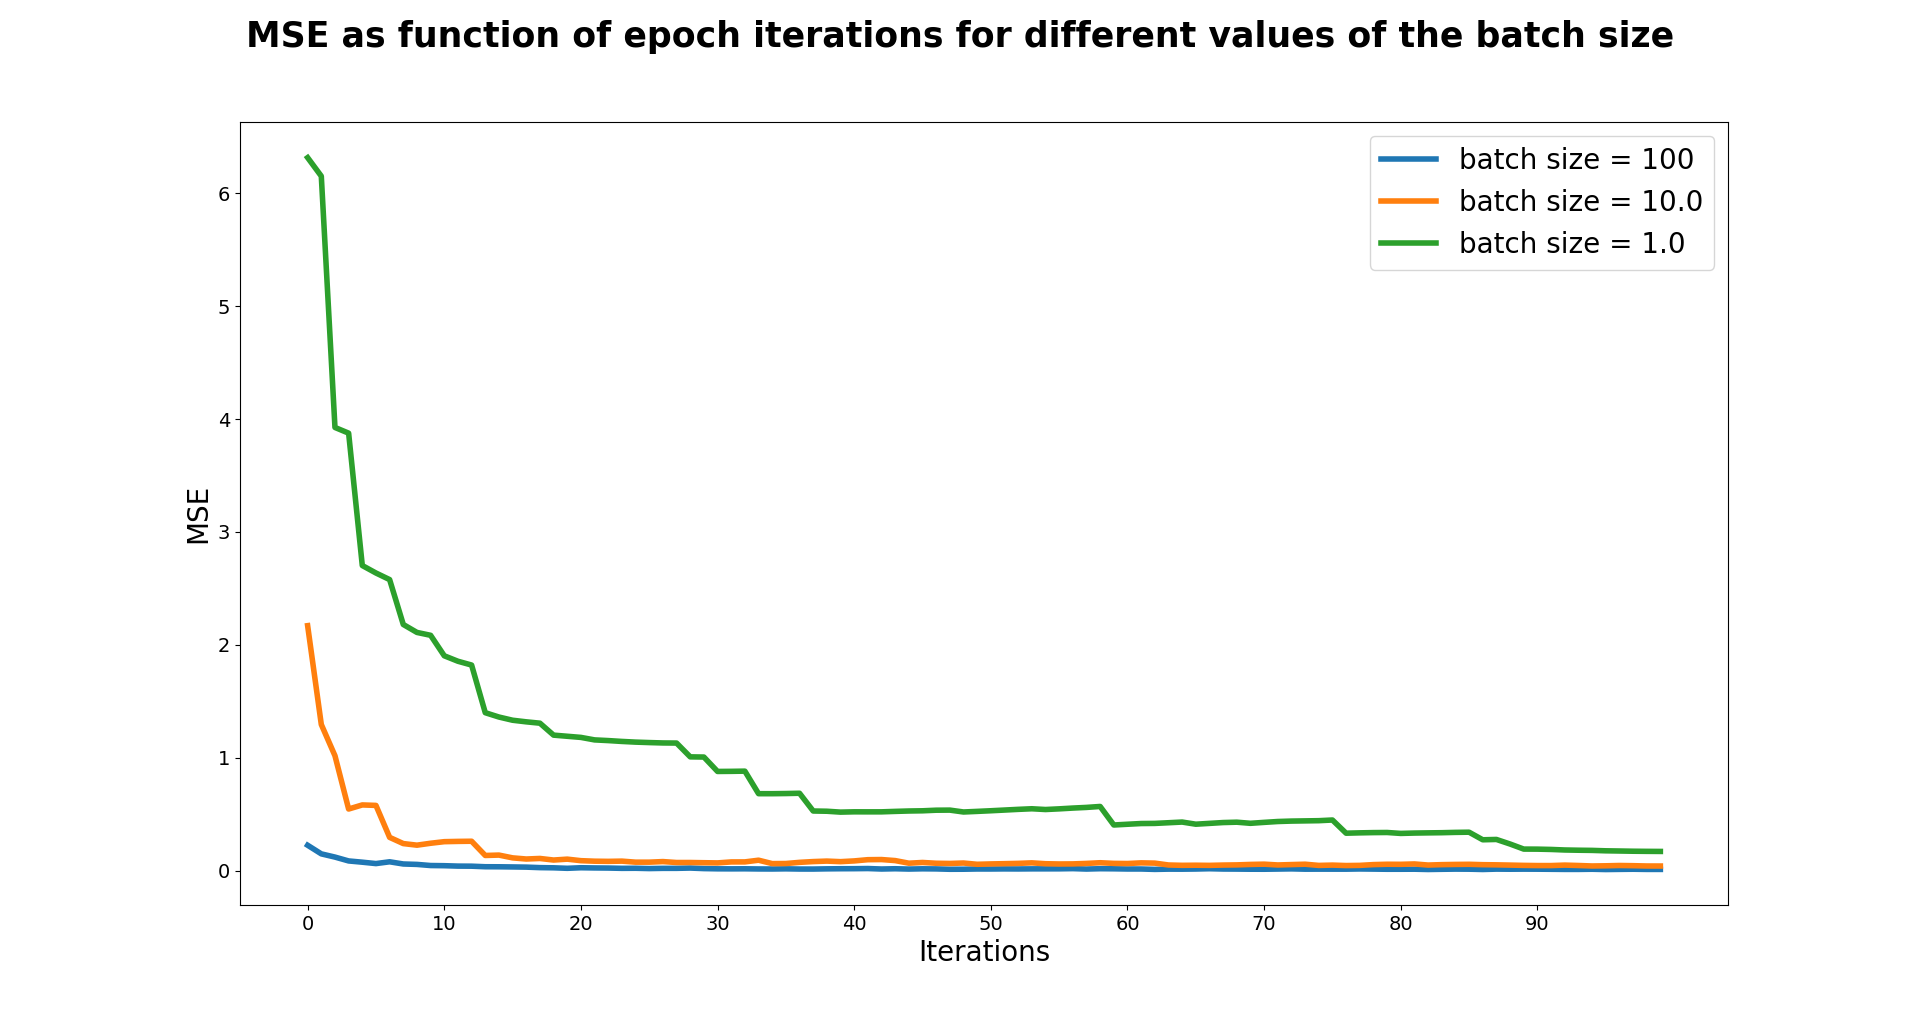 MSE as function of epoch iterations for different values of the batch size
batch size = 100
batch size = 10.0
batch size = 1.0
6
5
4
3
2
1
0
MSE
0 10 20 30 40 50 60 70 80 90
Iterations